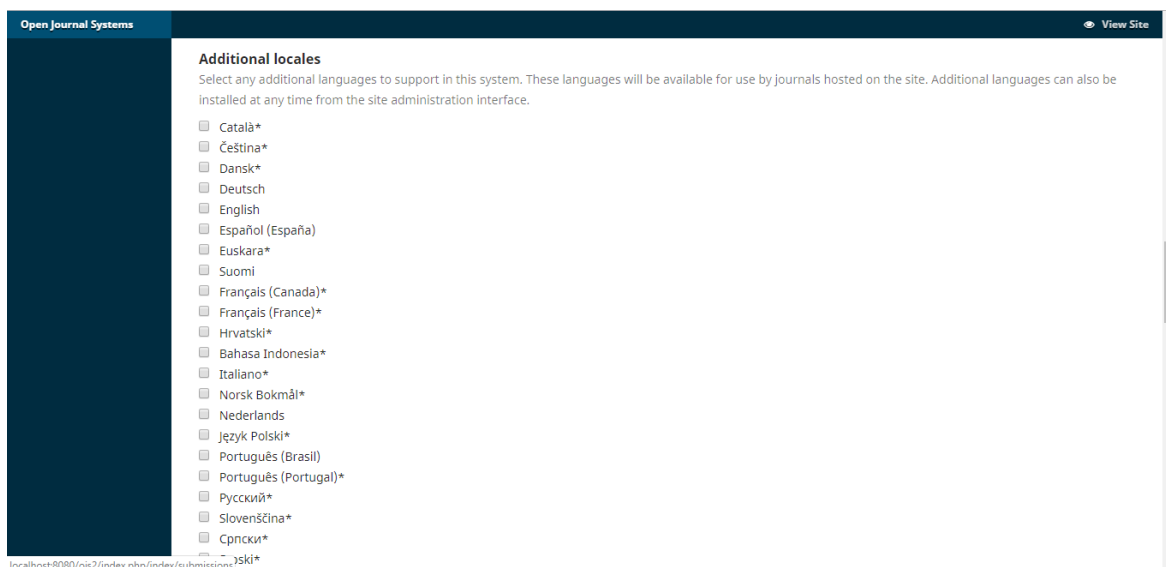 Open Journal Systems
View Site
Additional locales
Select any additional languages to support in this system. These languages will be available for use by journals hosted on the site. Additional languages can also be
installed at any time from the site administration interface.
Català*
Čeština*
Dansk*
Deutsch
English
Español (España)
Euskara*
Suomi
Français (Canada)*
Français (France)*
Hrvatski*
Bahasa Indonesia*
Italiano*
Norsk Bokmål*
Nederlands
Język Polski*
Português (Brasil)
Português (Portugal)*
Русский*
Slovenščina*
Српски*
localhost:8080/ojs2/index.php/index/submissions